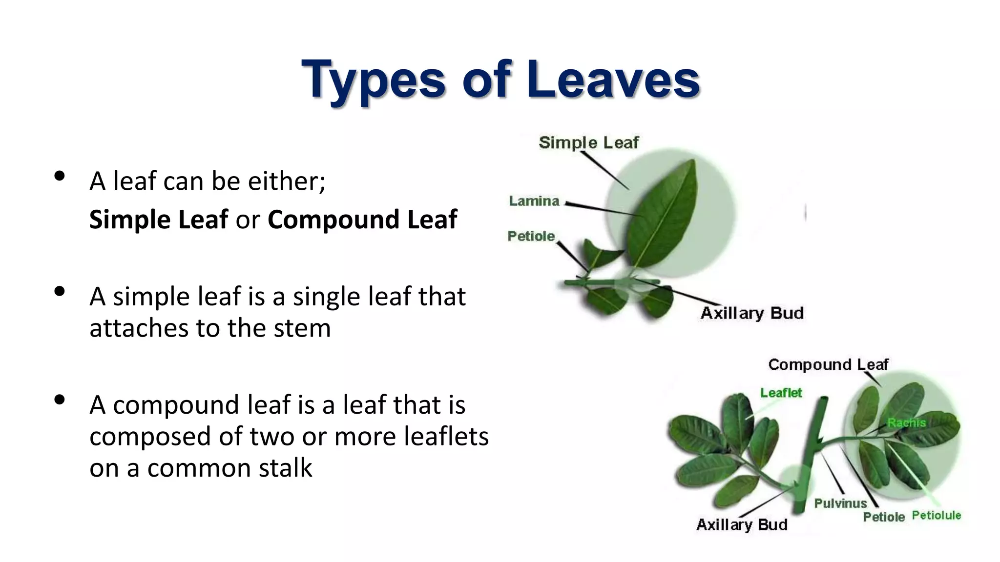 Types of Leaves
• A leaf can be either;
Simple Leaf or Compound Leaf
• A simple leaf is a single leaf that
attaches to the stem
• A compound leaf is a leaf that is
composed of two or more leaflets
on a common stalk
Simple Leaf
Lamina
Petiole
Axillary Bud
Compound Leaf
Leaflet
Rachis
Pulvinus
Petiole
Petiolule
Axillary Bud